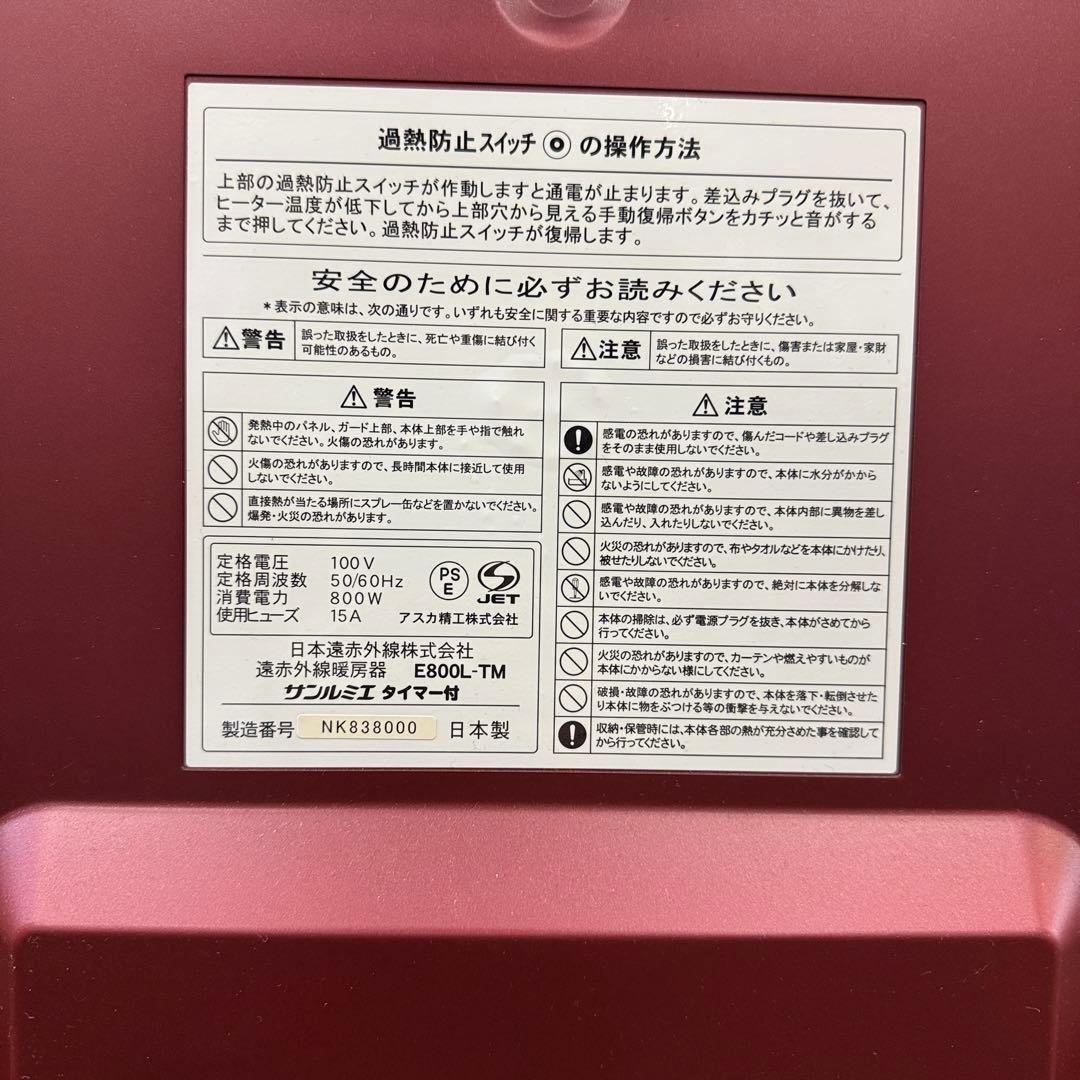 過熱防止スイッチ◉の操作方法
上部の過熱防止スイッチが作動しますと通電が止まります。差込みプラグを抜いて、
ヒーター温度が低下してから上部穴から見える手動復帰ボタンをカチッと音がする
まで押してください。過熱防止スイッチが復帰します。
安全のために必ずお読みください
＊表示の意味は、次の通りです。いずれも安全に関する重要な内容ですので必ずお守りください。
⚠警告
誤った取扱をしたときに、死亡や重傷に結び付く
可能性のあるもの。
⚠注意
誤った取扱をしたときに、傷害または家屋・家財
などの損害に結び付くもの。
⚠ 警告
発熱中のパネル、ガード上部、本体上部を手や指で触れ
ないでください。火傷の恐れがあります。
火傷の恐れがありますので、長時間本体に接近して使用
しないでください。
直接熱が当たる場所にスプレー缶などを置かないでください。
爆発・火災の恐れがあります。
定格電圧 100V
定格周波数 50/60Hz
消費電力 800W
使用ヒューズ 15A
PS
E
JET
アスカ精工株式会社
日本遠赤外線株式会社
遠赤外線暖房器 E800L-TM
サンルミエ タイマー付
製造番号 NK838000 日本製
⚠ 注意
感電の恐れがありますので、傷んだコードや差し込みプラグ
をそのまま使用しないでください。
感電や故障の恐れがありますので、本体に水分がかから
ないようにしてください。
感電や故障の恐れがありますので、本体内部に異物を差し
込んだり、入れたりしないでください。
火災の恐れがありますので、布やタオルなどを本体にかけたり、
被せたりしないでください。
感電や故障の恐れがありますので、絶対に本体を分解しな
いでください。
本体の掃除は、必ず電源プラグを抜き、本体がさめてから
行ってください。
火災の恐れがありますので、カーテンや燃えやすいものが
本体にかからない様にしてください。
破損・故障の恐れがありますので、本体を落下・転倒させた
り本体に物をぶつける等の衝撃を与えないでください。
収納・保管時には、本体各部の熱が充分さめた事を確認して
から行ってください。